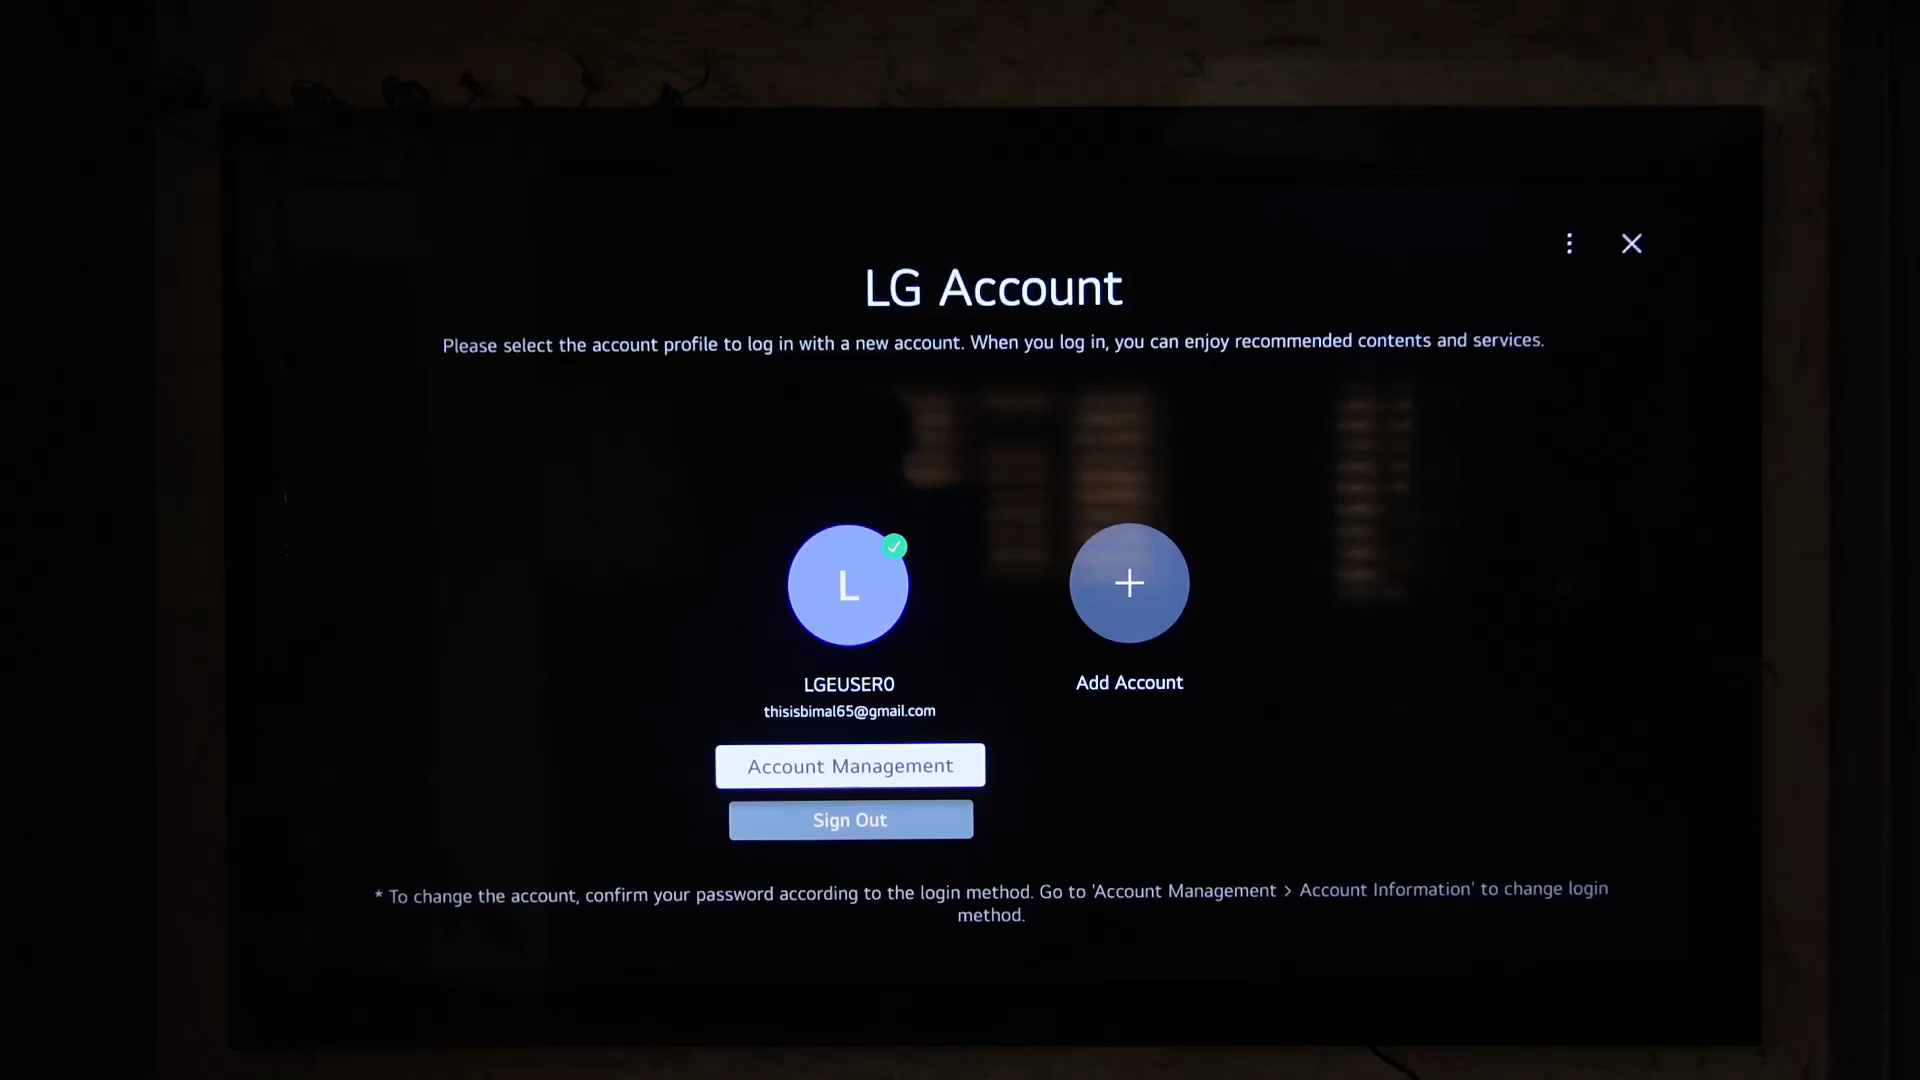 LG Account
Please select the account profile to log in with a new account. When you log in, you can enjoy recommended contents and services.
L
LGEUSER0
thisisbimal65@gmail.com
Add Account
Account Management
Sign Out
* To change the account, confirm your password according to the login method. Go to 'Account Management > Account Information' to change login
method.